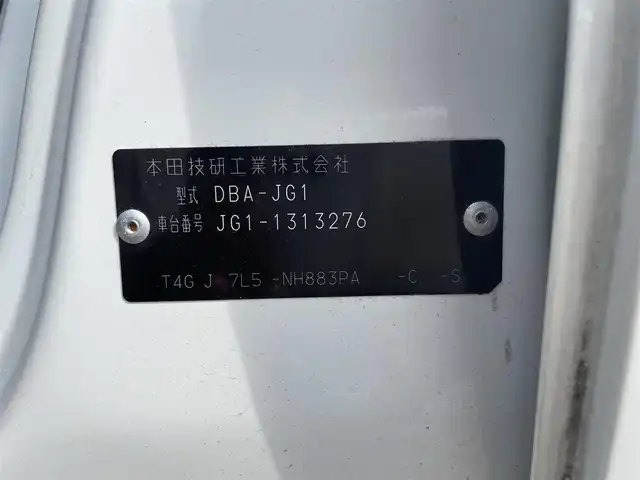 本田技研工業株式会社
型式 DBA-JG1
車台番号 JG1-1313276
T4G J 7L5 -NH883PA -C -S